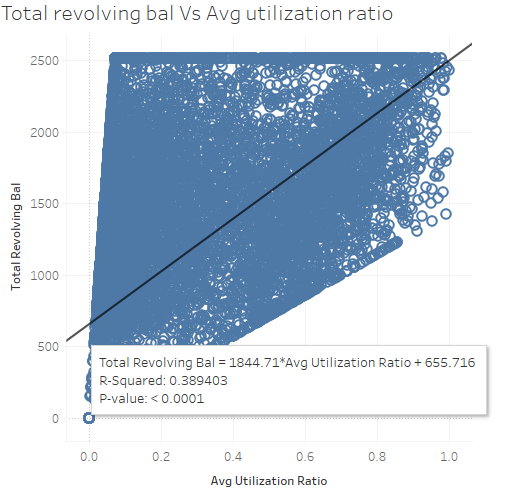 Total revolving bal Vs Avg utilization ratio
2500
2000
1500
1000
500
0
Total Revolving Bal
Total Revolving Bal = 1844.71*Avg Utilization Ratio + 655.716
R-Squared: 0.389403
P-value: < 0.0001
0.0 0.2 0.4 0.6 0.8 1.0
Avg Utilization Ratio